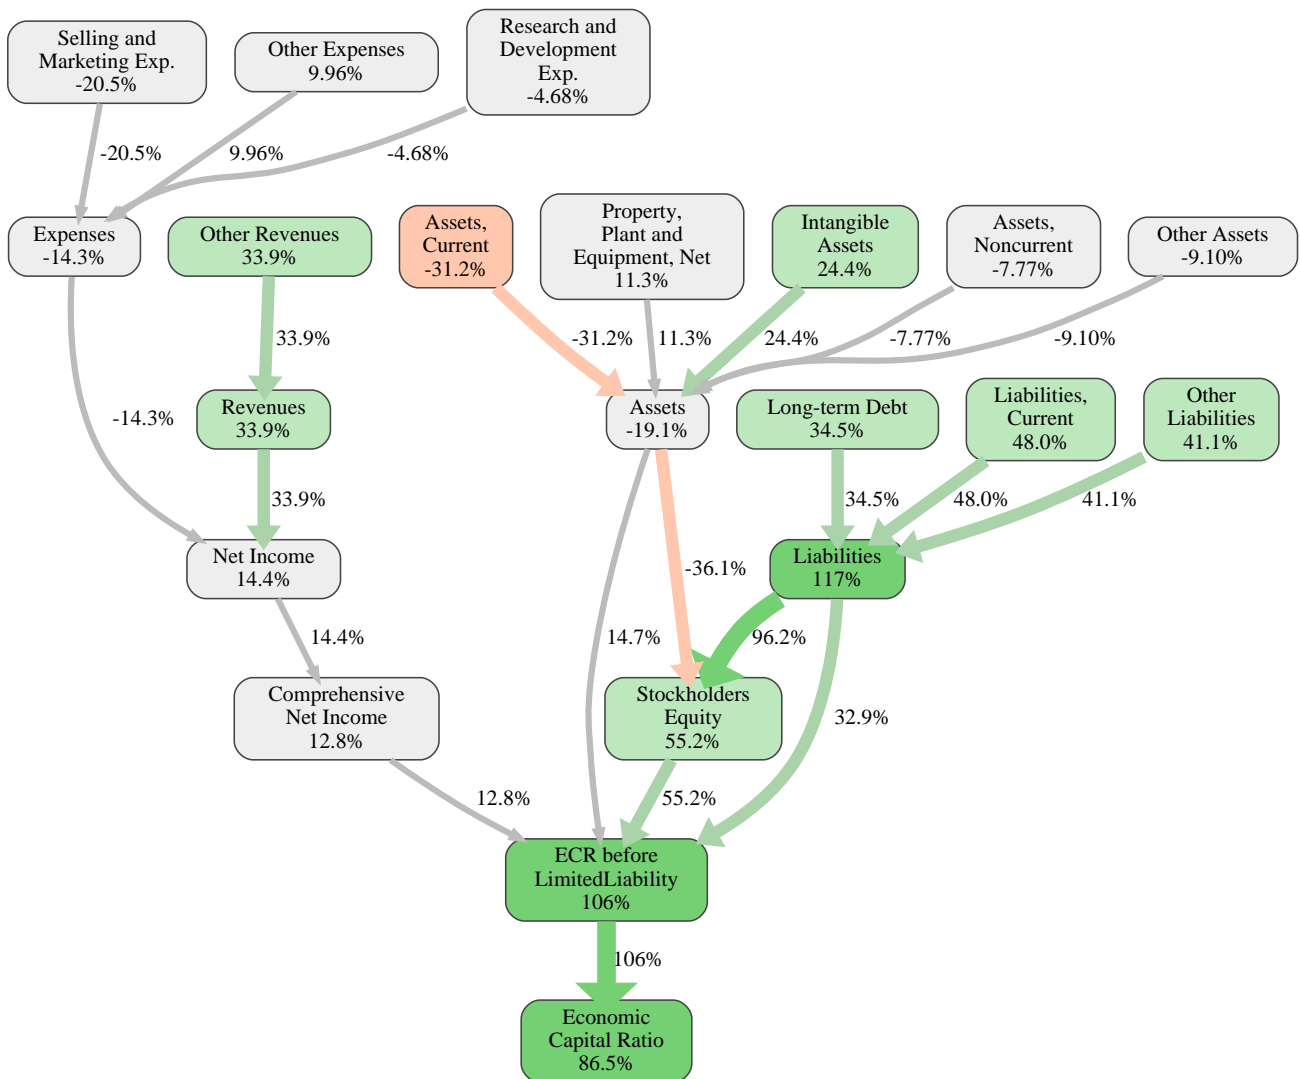 Selling and
Marketing Exp.
-20.5%
Other Expenses
9.96%
Research and
Development
Exp.
-4.68%
-20.5%
9.96%
-4.68%
Expenses
-14.3%
Other Revenues
33.9%
Assets,
Current
-31.2%
Property,
Plant and
Equipment, Net
11.3%
Intangible
Assets
24.4%
Assets,
Noncurrent
-7.77%
Other Assets
-9.10%
33.9%
-31.2%
11.3%
24.4%
-7.77%
-9.10%
-14.3%
Revenues
33.9%
Assets
-19.1%
Long-term Debt
34.5%
Liabilities,
Current
48.0%
Other
Liabilities
41.1%
33.9%
34.5%
48.0%
41.1%
Net Income
14.4%
-36.1%
Liabilities
117%
14.4%
14.7%
96.2%
Comprehensive
Net Income
12.8%
Stockholders
Equity
55.2%
32.9%
12.8%
55.2%
ECR before
LimitedLiability
106%
106%
Economic
Capital Ratio
86.5%